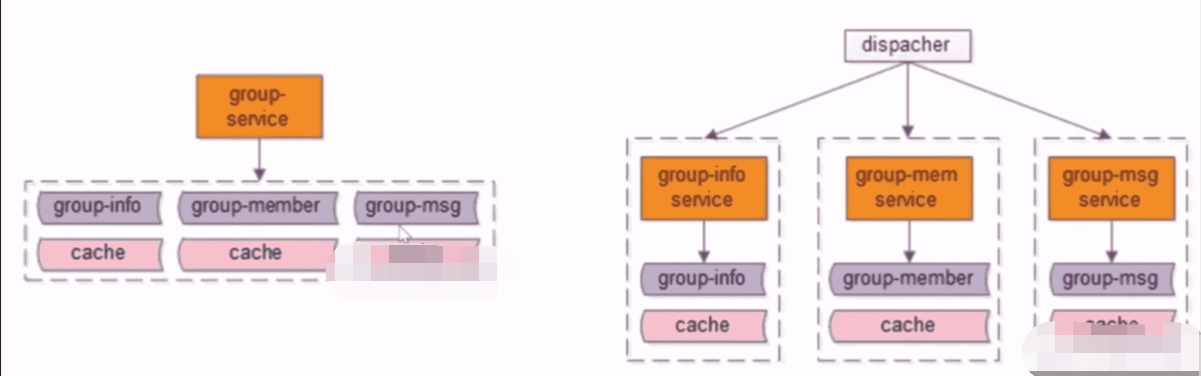 group-
service
group-info
group-member
group-msg
cache
cache
dispacher
group-info
service
group-mem
service
group-msg
service
group-info
group-member
group-msg
cache
cache
cache